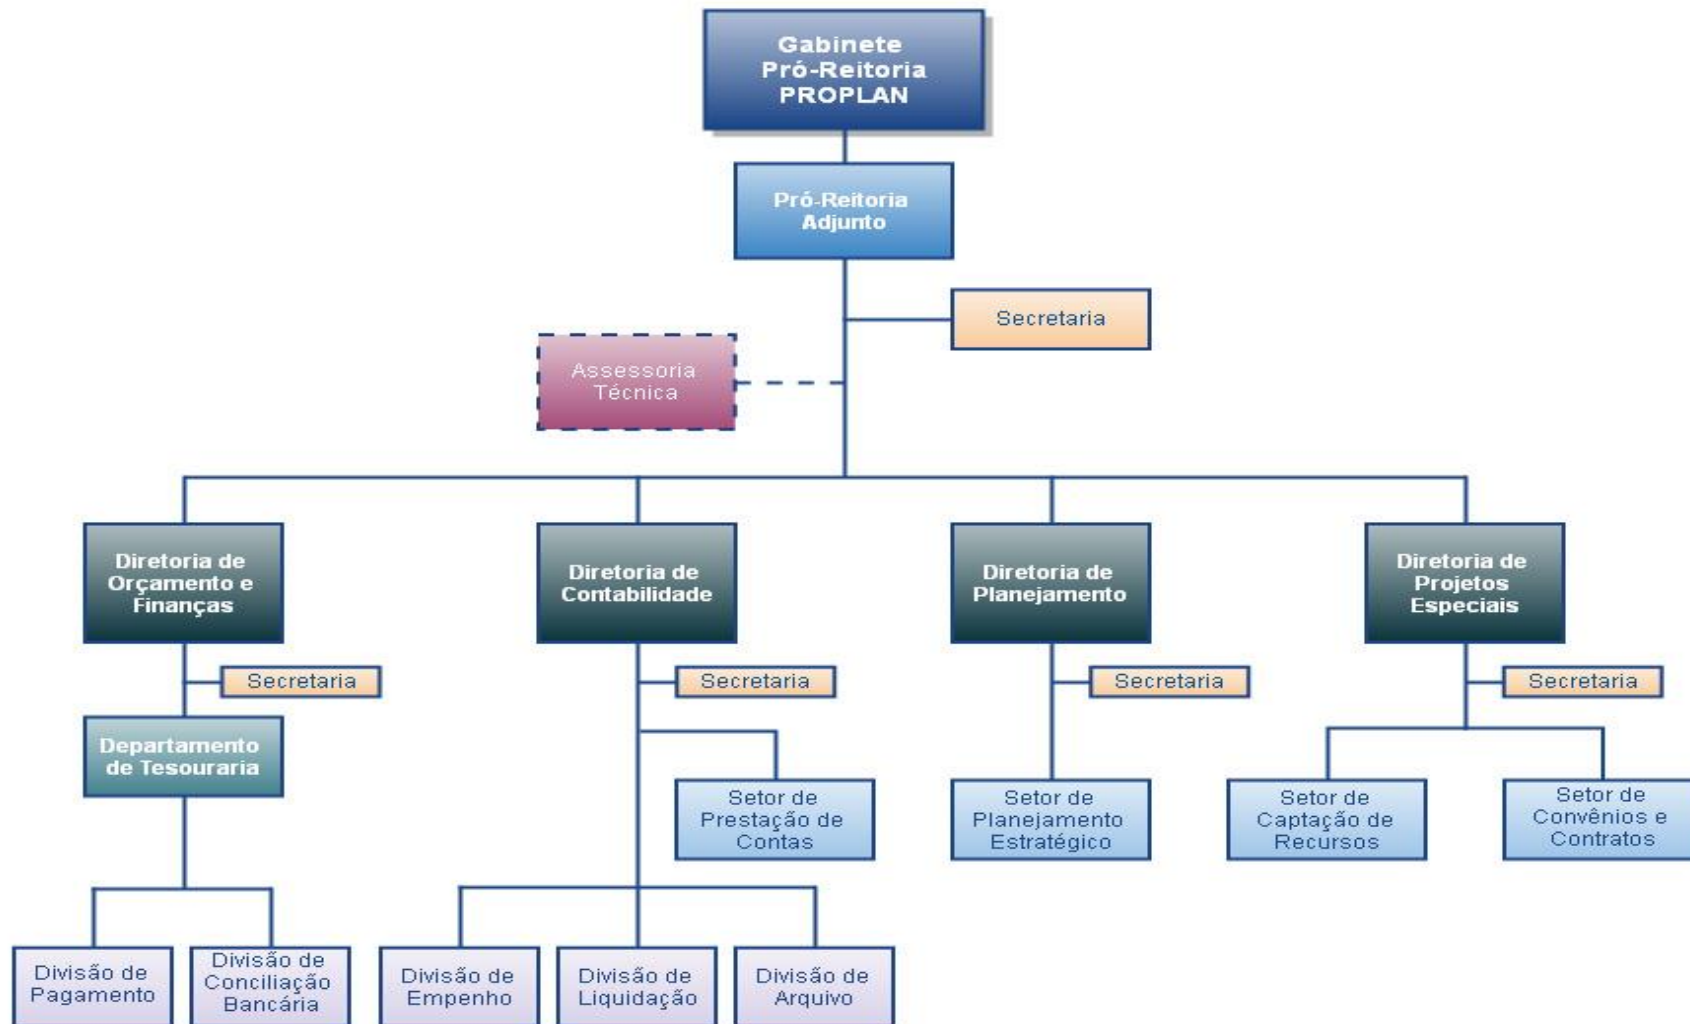 Gabinete
Pró-Reitoria
PROPLAN
Pró-Reitoria
Adjunto
Secretaria
Assessoria
Técnica
Diretoria de
Orçamento e
Finanças
Diretoria de
Contabilidade
Diretoria de
Planejamento
Diretoria de
Projetos
Especiais
Secretaria
Secretaria
Secretaria
Secretaria
Departamento
de Tesouraria
Setor de
Prestação de
Contas
Setor de
Planejamento
Estratégico
Setor de
Captação de
Recursos
Setor de
Convênios e
Contratos
Divisão de
Pagamento
Divisão de
Conciliação
Bancária
Divisão de
Empenho
Divisão de
Liquidação
Divisão de
Arquivo